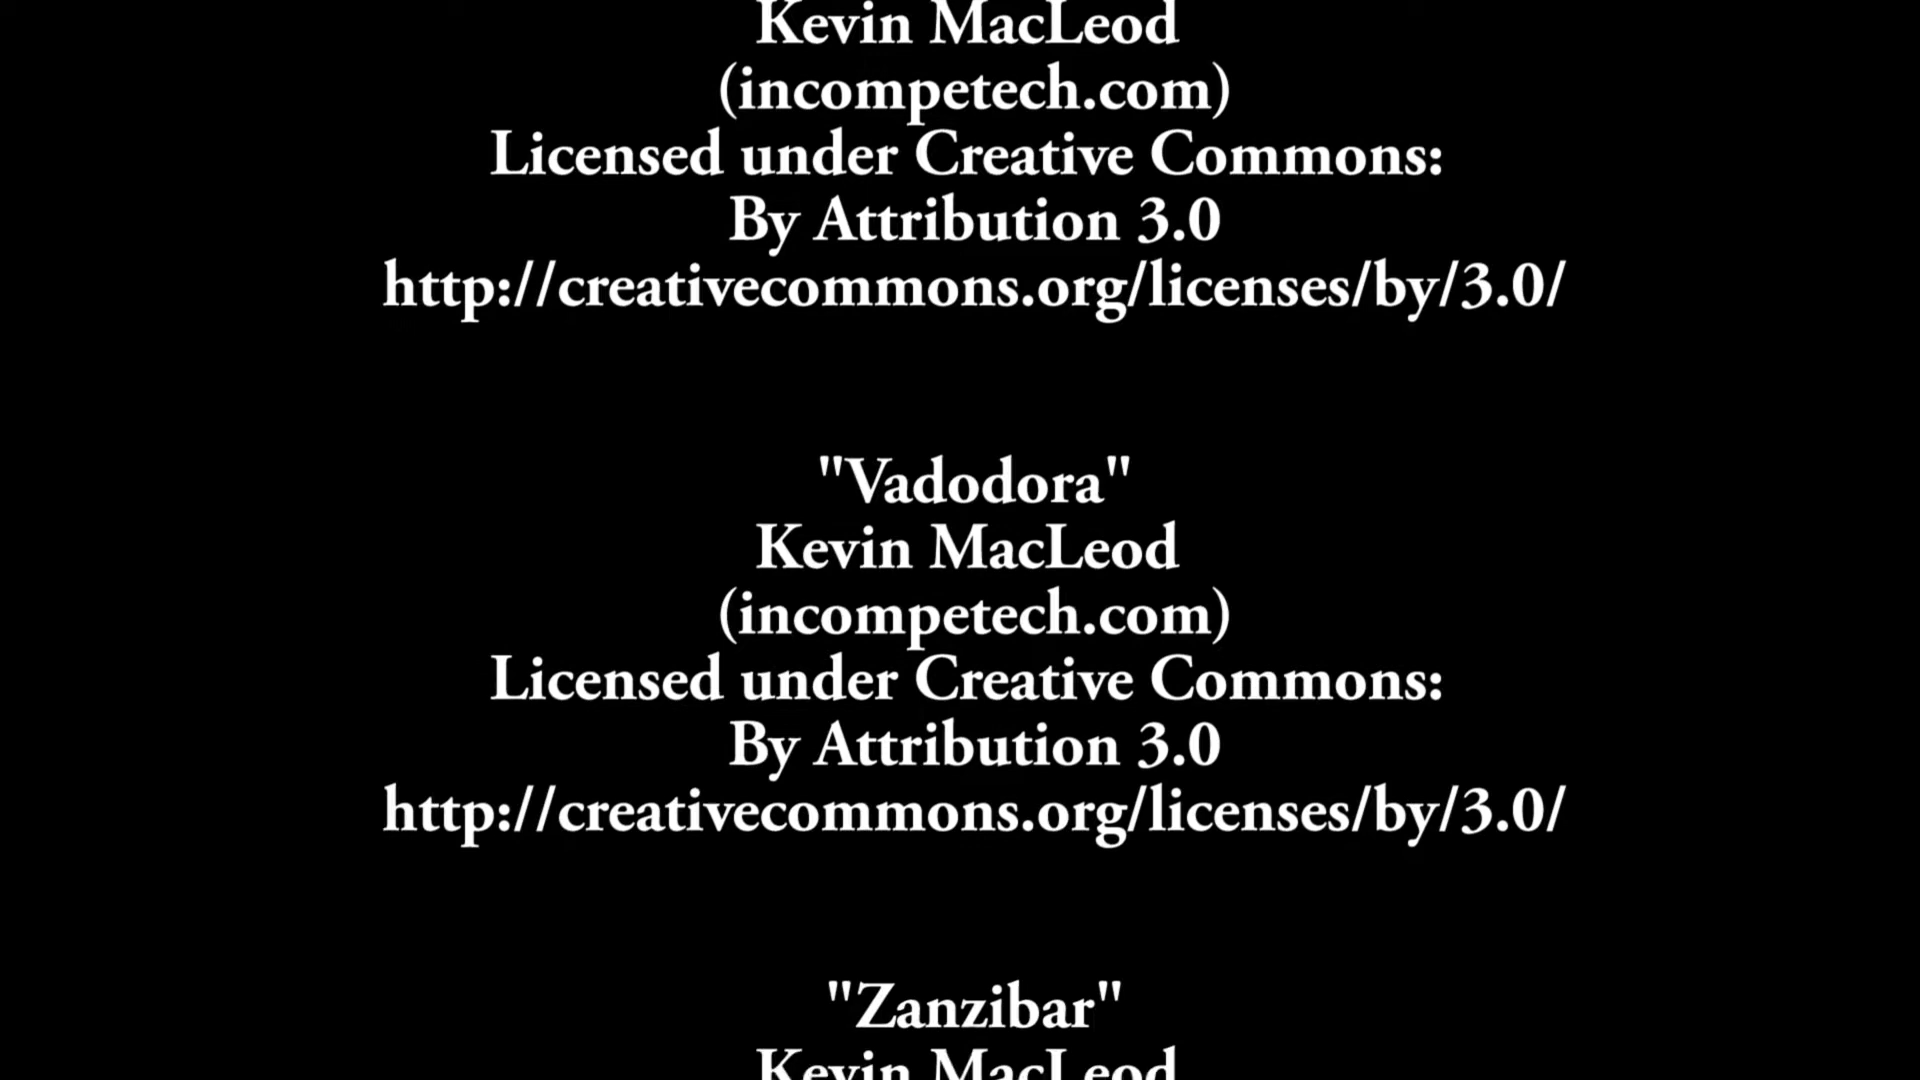 Kevin MacLeod
(incompetech.com)
Licensed under Creative Commons:
By Attribution 3.0
http://creativecommons.org/licenses/by/3.0/
"Vadodora"
Kevin MacLeod
(incompetech.com)
Licensed under Creative Commons:
By Attribution 3.0
http://creativecommons.org/licenses/by/3.0/
"Zanzibar"
Kevin MacLeod